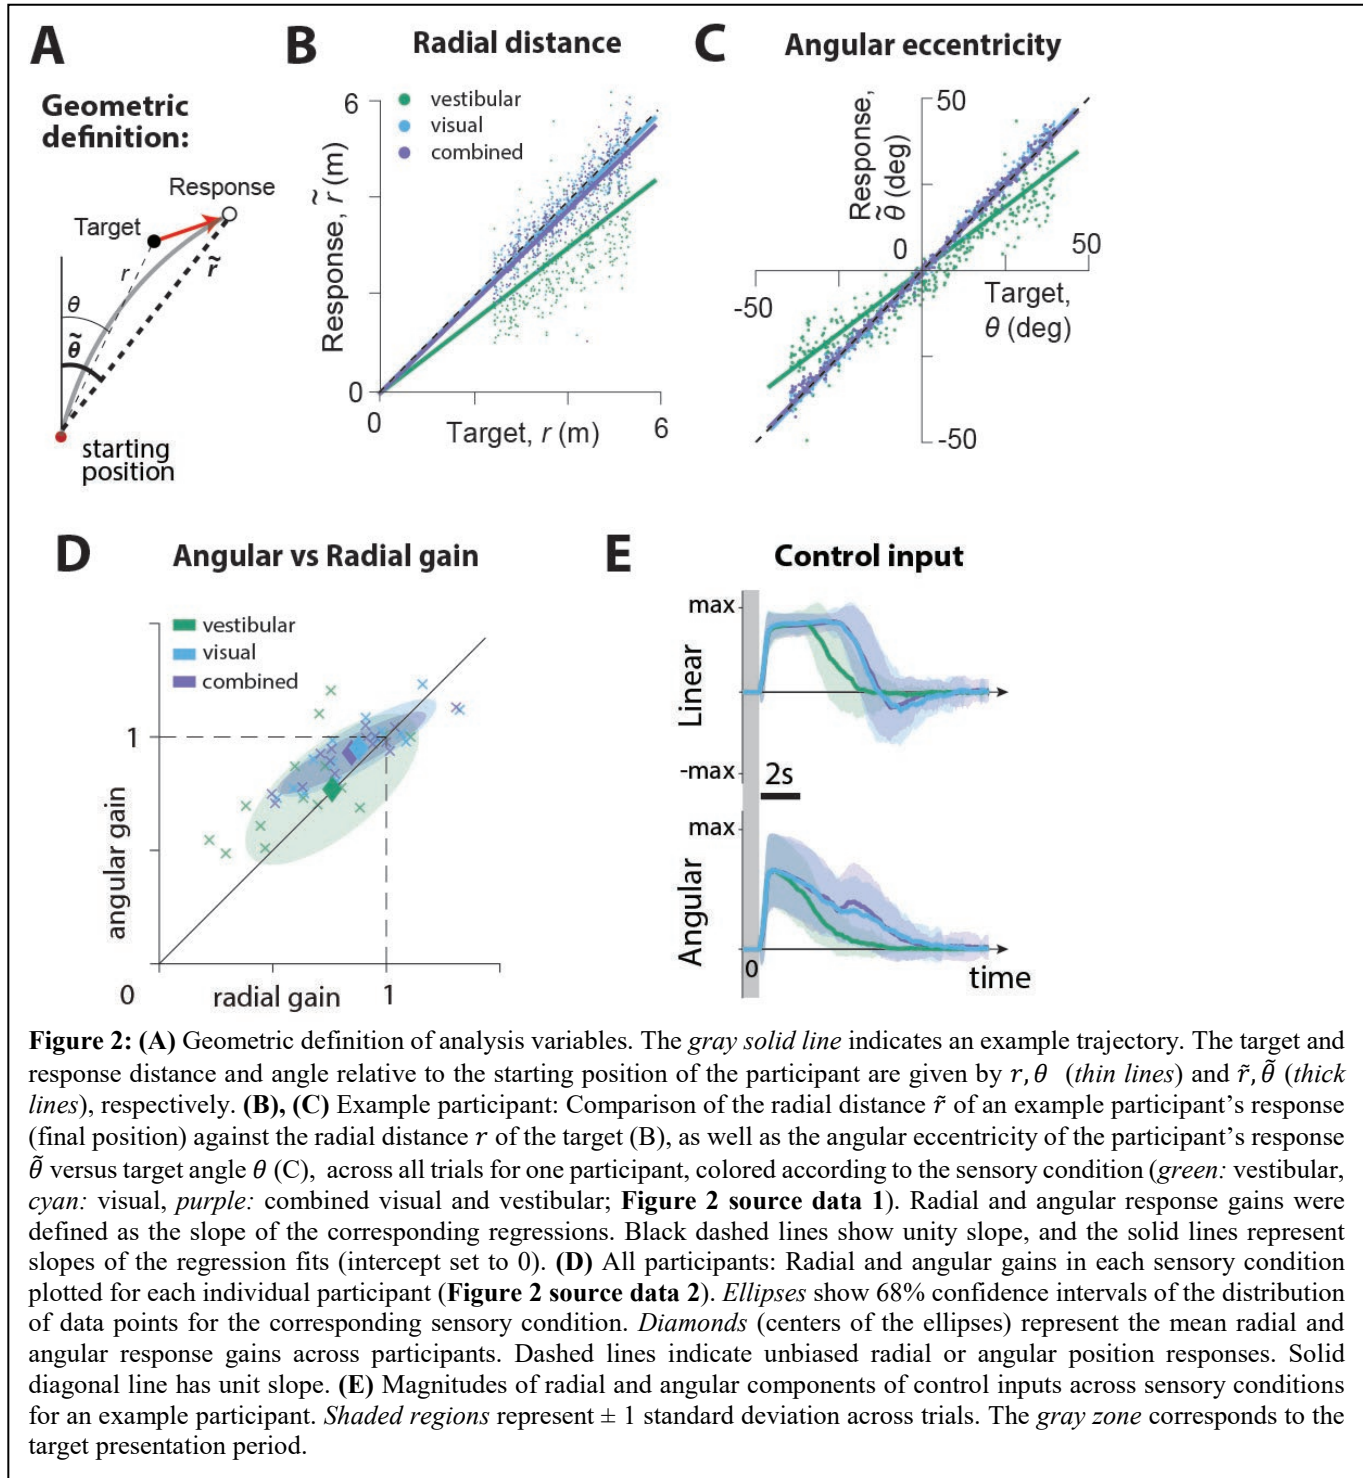 A
Geometric
definition:
Response
Target
r
r̃
θ
θ̃
starting
position
B
Radial distance
6
vestibular
visual
combined
Response, r̃ (m)
0
0
Target, r (m)
6
C
Angular eccentricity
50
Response,
θ̃ (deg)
0
50
-50
Target,
θ (deg)
-50
D
Angular vs Radial gain
vestibular
visual
combined
1
angular gain
0
radial gain
1
E
Control input
max
Linear
-max
2s
max
Angular
0
time
Figure 2: (A) Geometric definition of analysis variables. The gray solid line indicates an example trajectory. The target and
response distance and angle relative to the starting position of the participant are given by r, θ (thin lines) and r̃, θ̃ (thick
lines), respectively. (B), (C) Example participant: Comparison of the radial distance r̃ of an example participant’s response
(final position) against the radial distance r of the target (B), as well as the angular eccentricity of the participant’s response
θ̃ versus target angle θ (C), across all trials for one participant, colored according to the sensory condition (green: vestibular,
cyan: visual, purple: combined visual and vestibular; Figure 2 source data 1). Radial and angular response gains were
defined as the slope of the corresponding regressions. Black dashed lines show unity slope, and the solid lines represent
slopes of the regression fits (intercept set to 0). (D) All participants: Radial and angular gains in each sensory condition
plotted for each individual participant (Figure 2 source data 2). Ellipses show 68% confidence intervals of the distribution
of data points for the corresponding sensory condition. Diamonds (centers of the ellipses) represent the mean radial and
angular response gains across participants. Dashed lines indicate unbiased radial or angular position responses. Solid
diagonal line has unit slope. (E) Magnitudes of radial and angular components of control inputs across sensory conditions
for an example participant. Shaded regions represent ± 1 standard deviation across trials. The gray zone corresponds to the
target presentation period.